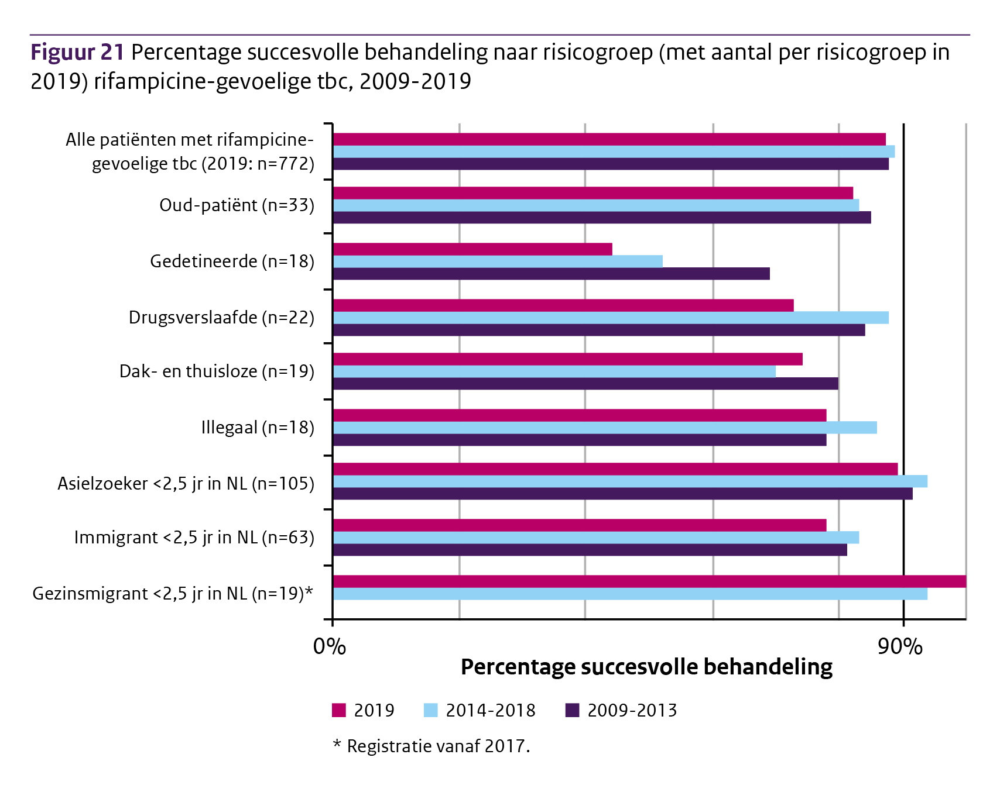 Figuur 21 Percentage succesvolle behandeling naar risicogroep (met aantal per risicogroep in
2019) rifampicine-gevoelige tbc, 2009-2019
Alle patiënten met rifampicine-
gevoelige tbc (2019: n=772)
Oud-patiënt (n=33)
Gedetineerde (n=18)
Drugsverslaafde (n=22)
Dak- en thuisloze (n=19)
Illegaal (n=18)
Asielzoeker <2,5 jr in NL (n=105)
Immigrant <2,5 jr in NL (n=63)
Gezinsmigrant <2,5 jr in NL (n=19)*
0% 90%
Percentage succesvolle behandeling
2019 2014-2018 2009-2013
* Registratie vanaf 2017.